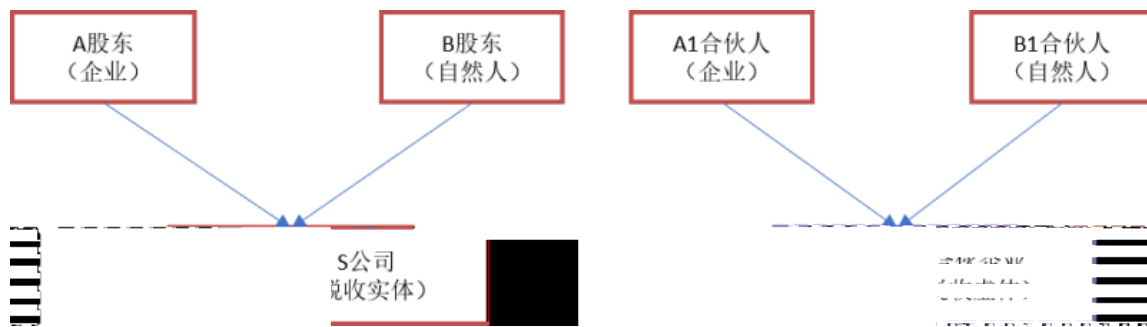 A股东
（企业）
B股东
（自然人）
A1合伙人
（企业）
B1合伙人
（自然人）
S公司
税收实体）